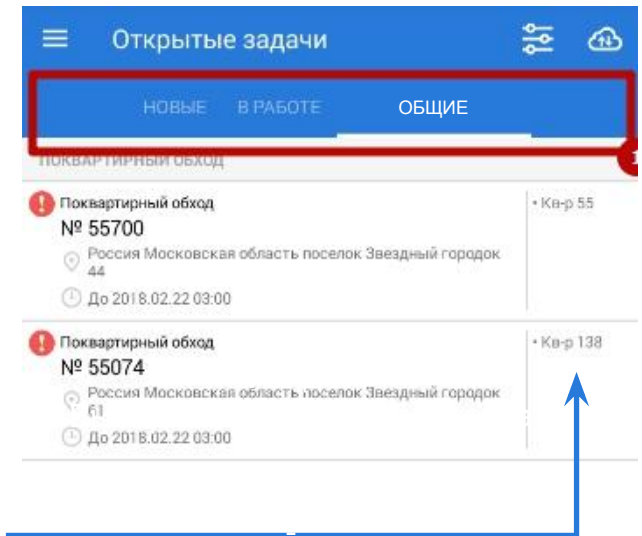 Открытые задачи
НОВЫЕ В РАБОТЕ ОБЩИЕ
ПОКВАРТИРНЫЙ ОБХОД
1
Поквартирный обход
• Кв-р 55
№ 55700
Россия Московская область поселок Звездный городок
44
До 2018.02.22 03:00
Поквартирный обход
• Кв-р 138
№ 55074
Россия Московская область поселок Звездный городок
61
До 2018.02.22 03:00